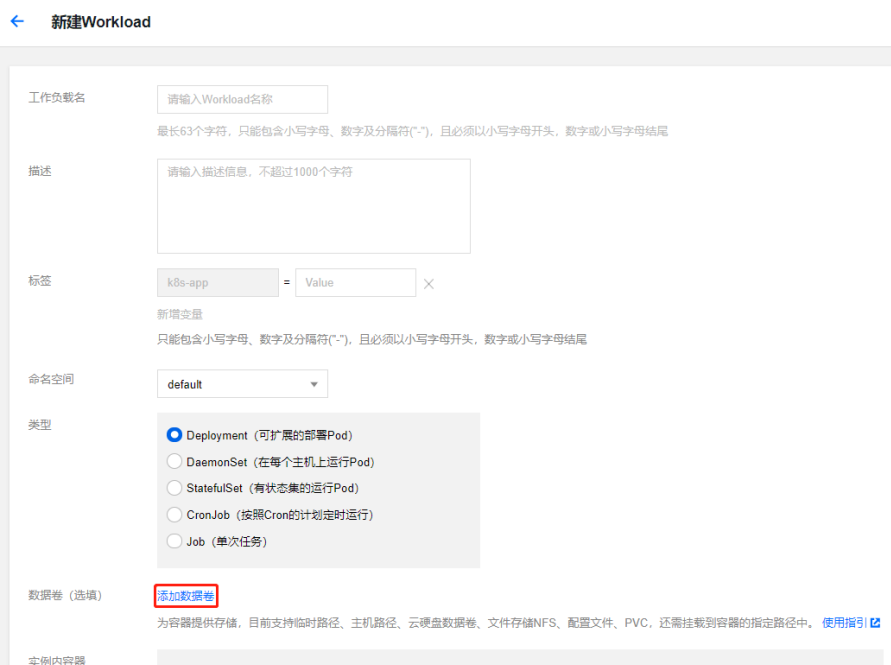 新建Workload
工作负载名
请输入Workload名称
最长63个字符，只能包含小写字母、数字及分隔符("-")，且必须以小写字母开头，数字或小写字母结尾
描述
请输入描述信息，不超过1000个字符
标签
k8s-app = Value
新增变量
只能包含小写字母、数字及分隔符("-")，且必须以小写字母开头，数字或小写字母结尾
命名空间
default
类型
Deployment（可扩展的部署Pod）
DaemonSet（在每个主机上运行Pod）
StatefulSet（有状态集的运行Pod）
CronJob（按照Cron的计划定时运行）
Job（单次任务）
数据卷（选填）
添加数据卷
为容器提供存储，目前支持临时路径、主机路径、云硬盘数据卷、文件存储NFS、配置文件、PVC，还需挂载到容器的指定路径中。 使用指引
实例内容器